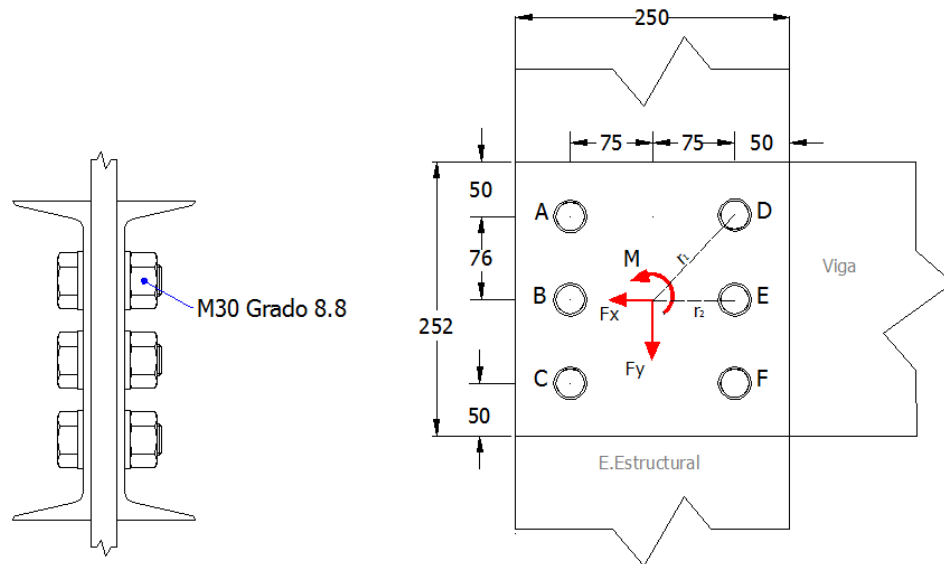 250
75
75
50
50
A
D
76
M
r₁
M30 Grado 8.8
252
B
E
Viga
Fx
r₂
Fy
C
F
50
E.Estructural